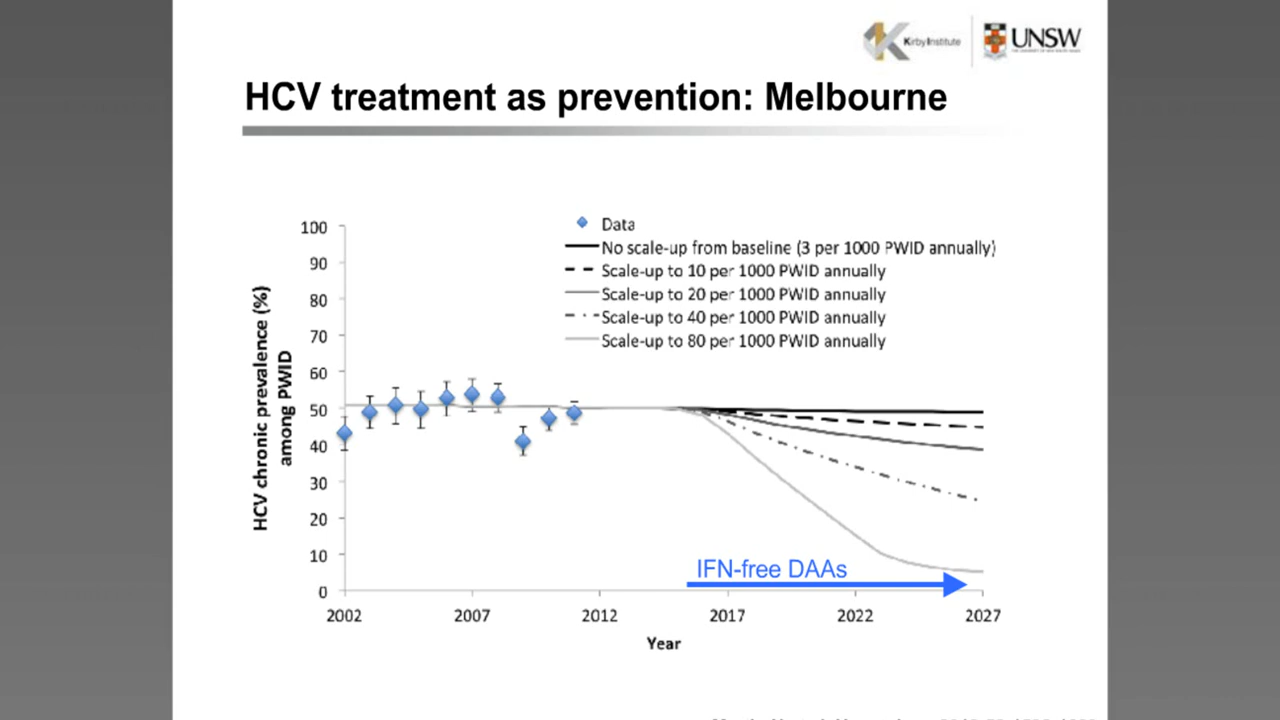 KirbyInstitute
UNSW
HCV treatment as prevention: Melbourne
Data
No scale-up from baseline (3 per 1000 PWID annually)
Scale-up to 10 per 1000 PWID annually
Scale-up to 20 per 1000 PWID annually
Scale-up to 40 per 1000 PWID annually
Scale-up to 80 per 1000 PWID annually
HCV chronic prevalence (%)
among PWID
100
90
80
70
60
50
40
30
20
10
0
IFN-free DAAs
2002 2007 2012 2017 2022 2027
Year